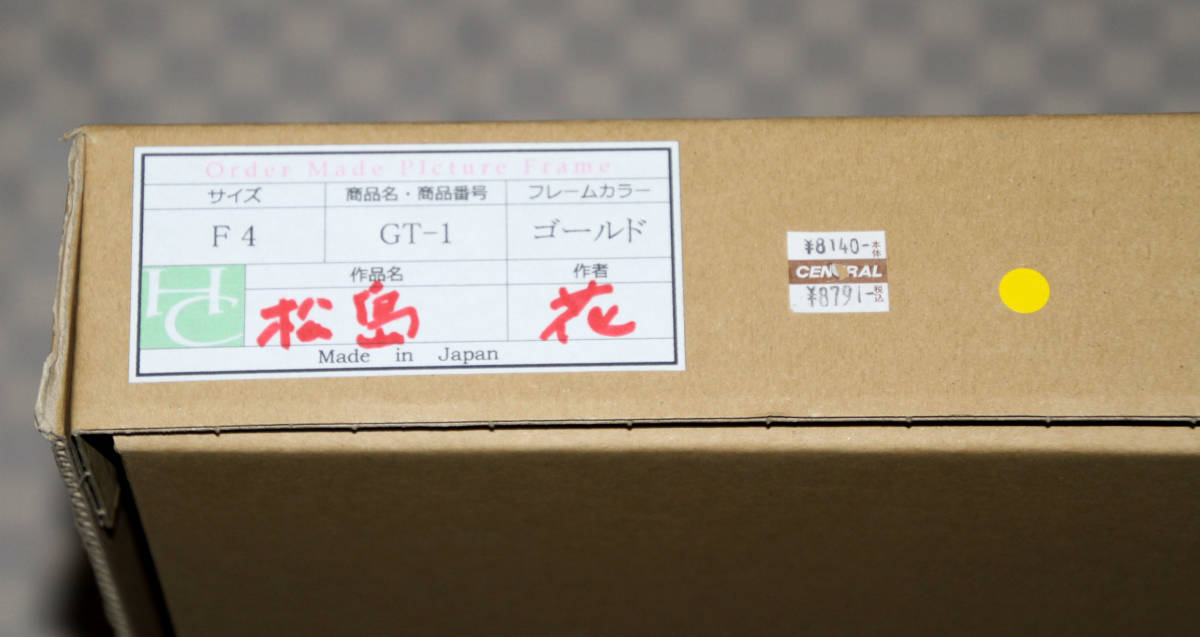 Order Made PIcture Frame
サイズ 商品名・商品番号 フレームカラー
F4 GT-1 ゴールド
HC
作品名 作者
松島 花
Made in Japan
¥8140-本体
CENTRAL
¥8791-税込